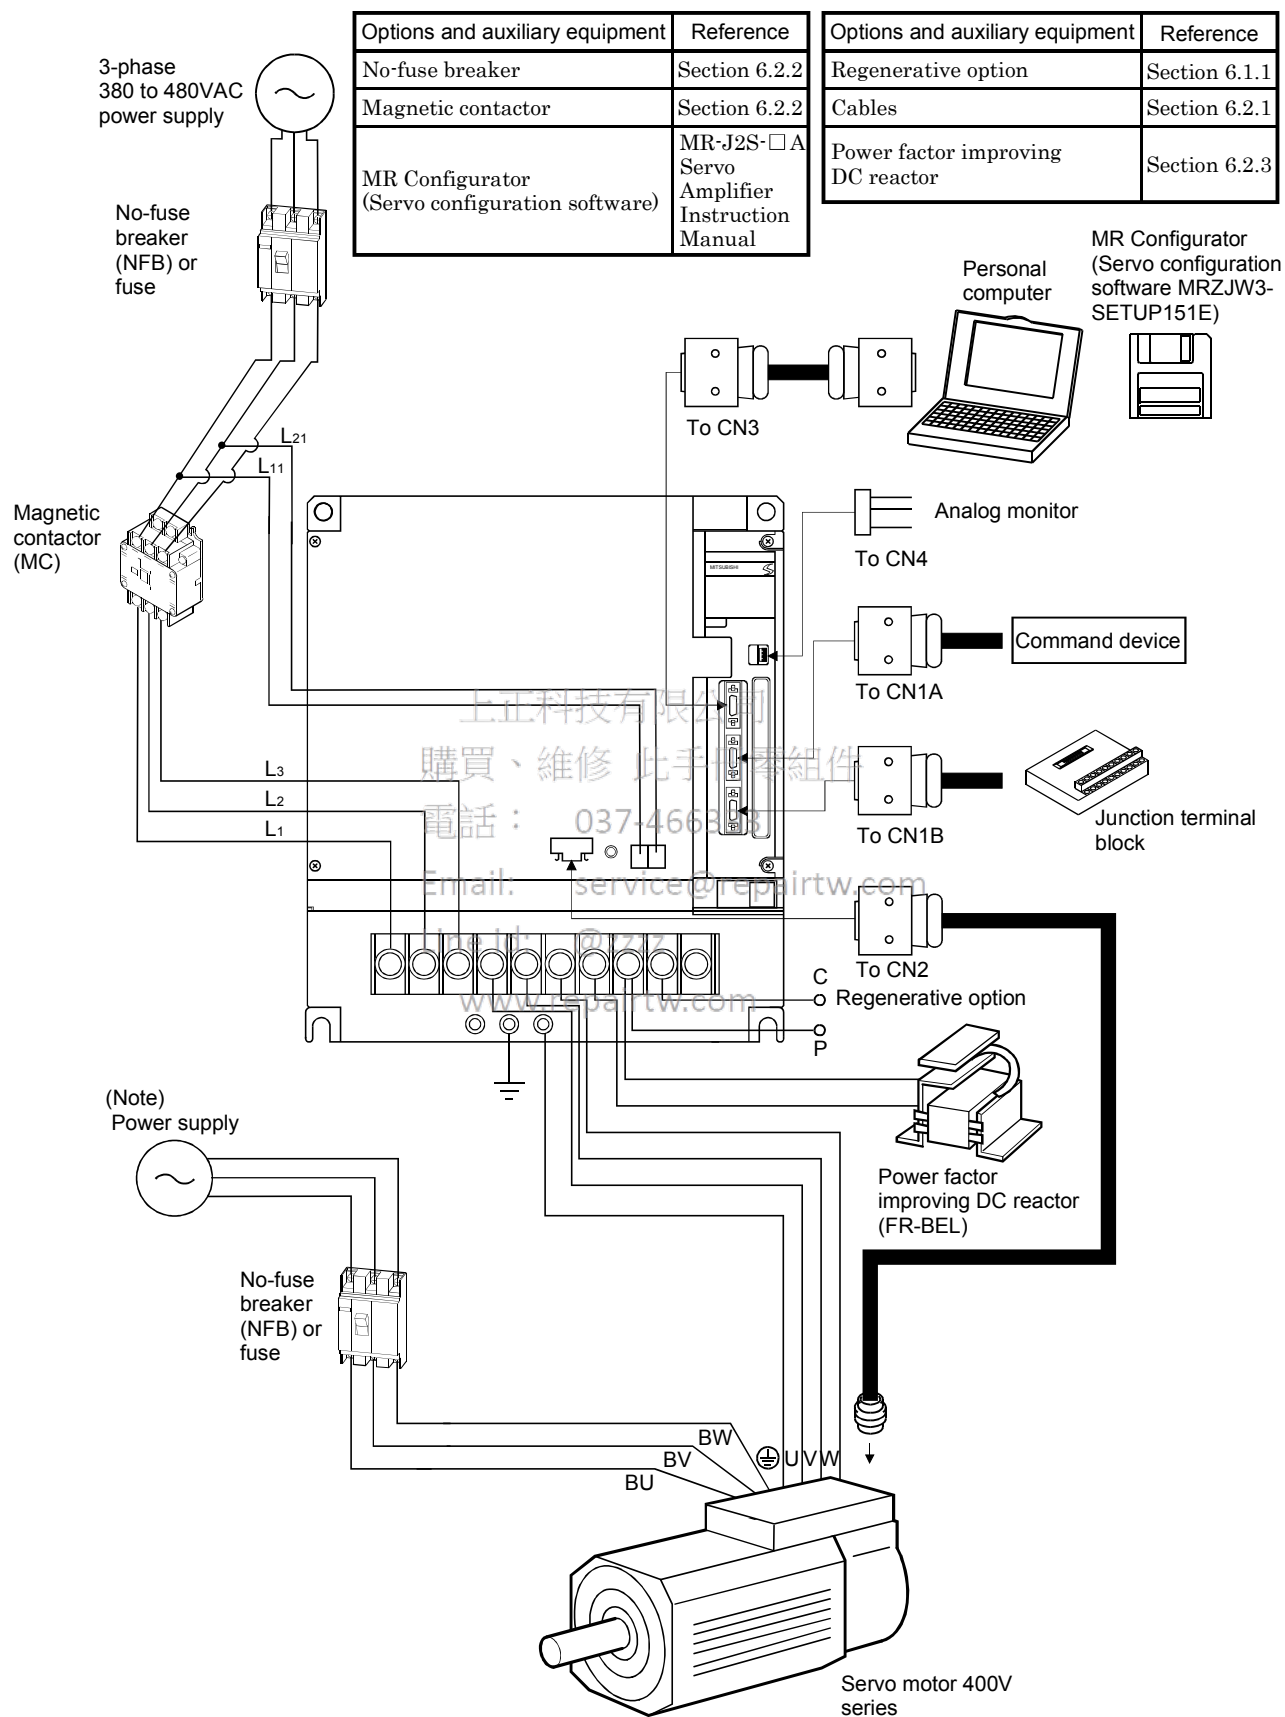 Options and auxiliary equipment Reference
No-fuse breaker Section 6.2.2
Magnetic contactor Section 6.2.2
MR Configurator
(Servo configuration software)
MR-J2S-□A
Servo
Amplifier
Instruction
Manual
Options and auxiliary equipment Reference
Regenerative option Section 6.1.1
Cables Section 6.2.1
Power factor improving
DC reactor
Section 6.2.3
3-phase
380 to 480VAC
power supply
No-fuse
breaker
(NFB) or
fuse
Personal
computer
MR Configurator
(Servo configuration
software MRZJW3-
SETUP151E)
To CN3
L21
L11
Magnetic
contactor
(MC)
Analog monitor
To CN4
MITSUBISHI
Command device
To CN1A
上正科技有限公司
購買、維修 此手冊零組件
L3
L2
L1
電話： 037-466333
Junction terminal
block
To CN1B
Email: service@repairtw.com
Line id: @zzzz
To CN2
www.repairtw.com
C
Regenerative option
P
(Note)
Power supply
Power factor
improving DC reactor
(FR-BEL)
No-fuse
breaker
(NFB) or
fuse
BW
BV
BU
U V W
Servo motor 400V
series